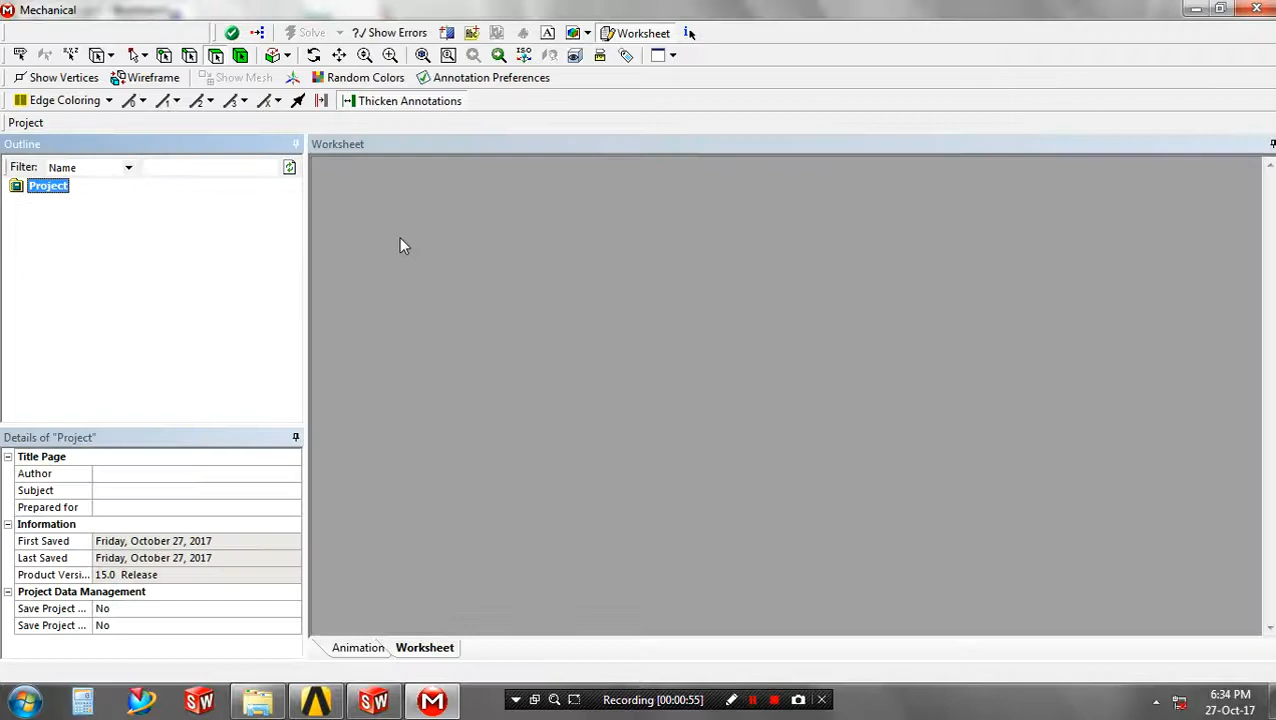 Mechanical
Solve ?/ Show Errors Worksheet
Show Vertices Wireframe Show Mesh Random Colors Annotation Preferences
Edge Coloring Thicken Annotations
Project
Outline
Worksheet
Filter: Name
Project
Details of "Project"
Title Page
Author
Subject
Prepared for
Information
First Saved Friday, October 27, 2017
Last Saved Friday, October 27, 2017
Product Versi... 15.0 Release
Project Data Management
Save Project ... No
Save Project ... No
Animation Worksheet
Recording [00:00:55]
6:34 PM
27-Oct-17